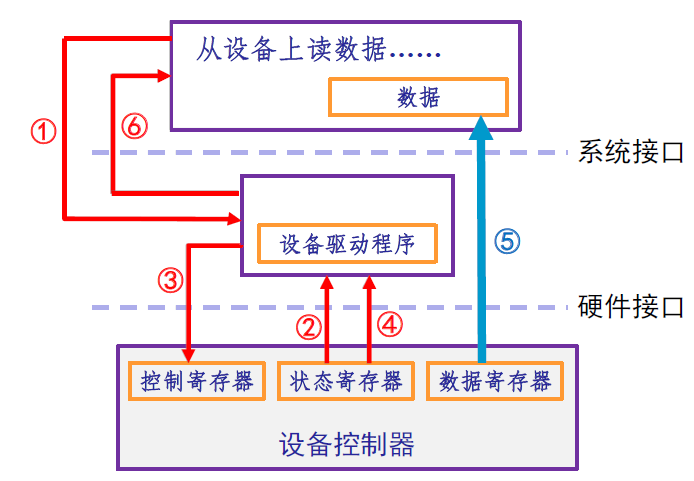 从设备上读数据……
数据
①
⑥
系统接口
设备驱动程序
⑤
③
②
④
硬件接口
控制寄存器
状态寄存器
数据寄存器
设备控制器